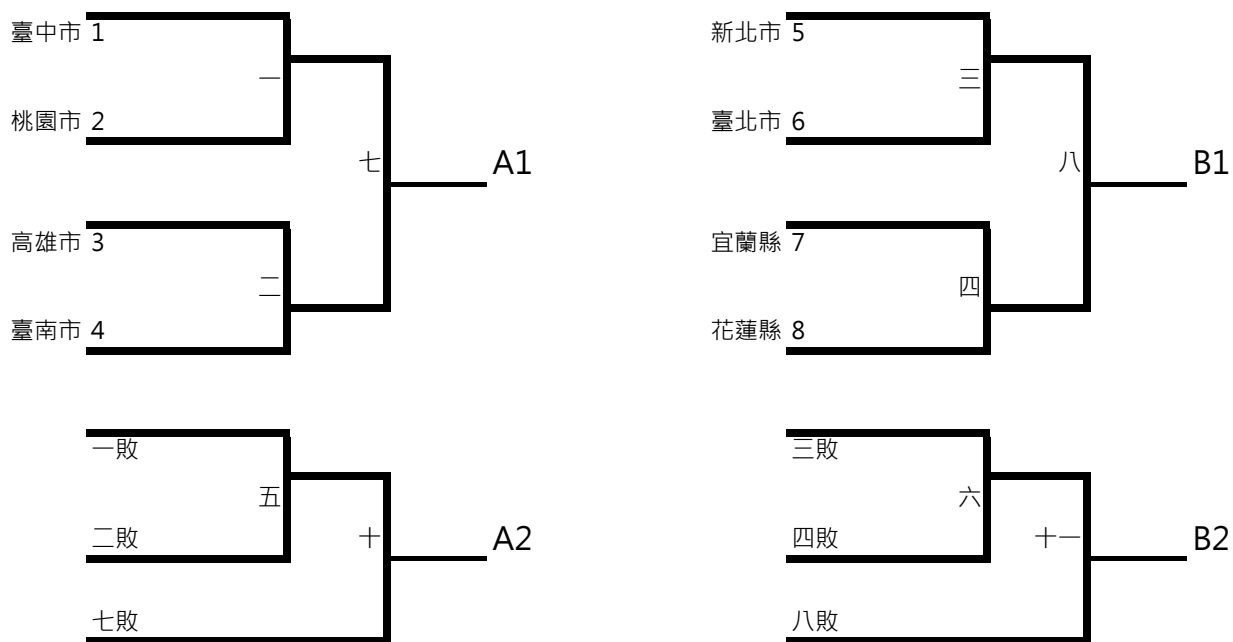 臺中市 1
一
桃園市 2
七
A1
高雄市 3
二
臺南市 4
新北市 5
三
臺北市 6
八
B1
宜蘭縣 7
四
花蓮縣 8
一敗
五
二敗
十
A2
七敗
三敗
六
四敗
十一
B2
八敗